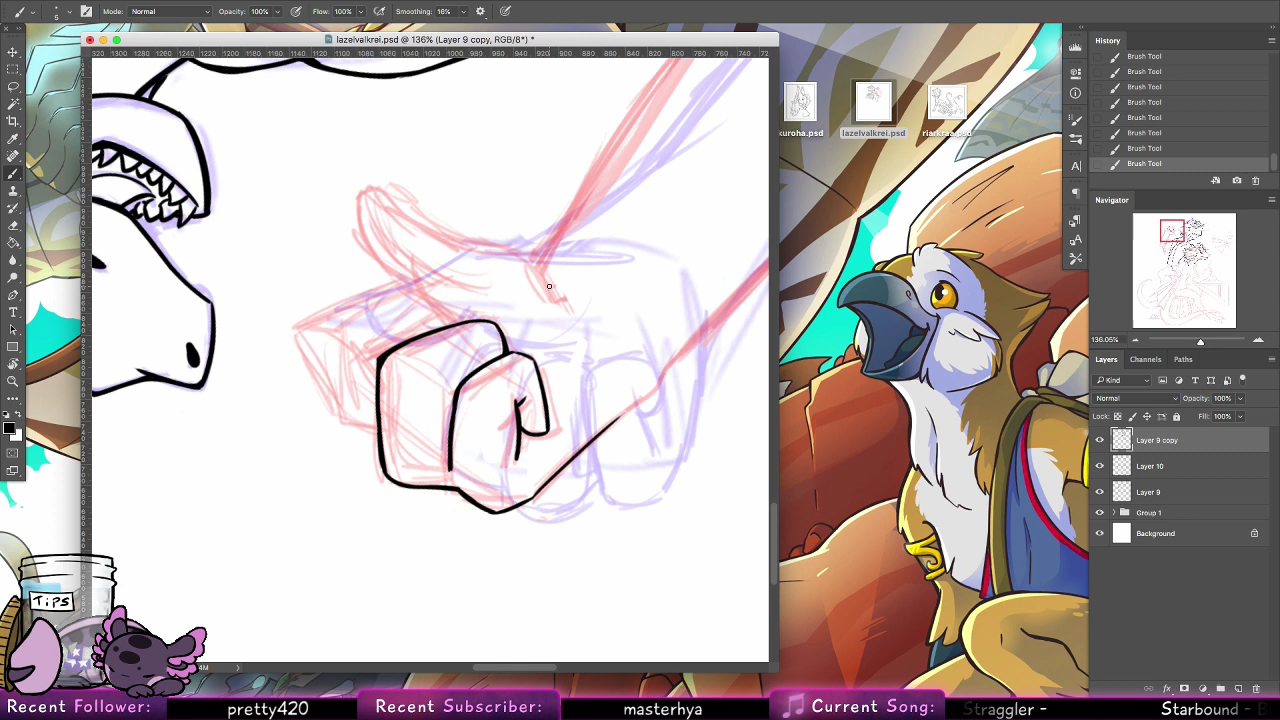 Mode: Normal Opacity: 100% Flow: 100% Smoothing: 16%
5
lazelvalkrei.psd @ 136% (Layer 9 copy, RGB/8*) *
kuroha.psd lazelvalkrei.psd riarkraa.psd
History
Brush Tool
Brush Tool
Brush Tool
Brush Tool
Brush Tool
Brush Tool
Brush Tool
Brush Tool
Navigator
136.05%
Layers Channels Paths
Kind
Normal Opacity: 100%
Lock: Fill: 100%
Layer 9 copy
Layer 10
Layer 9
Group 1
Background
TiPS
4M
Recent Follower: pretty420 Recent Subscriber: masterhya Current Song: Straggler - Starbound -